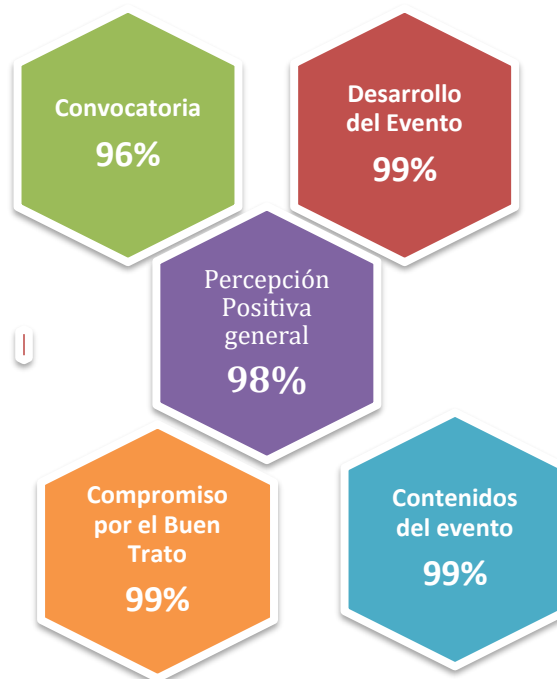 Convocatoria
96%
Desarrollo
del Evento
99%
Percepción
Positiva
general
98%
Compromiso
por el Buen
Trato
99%
Contenidos
del evento
99%